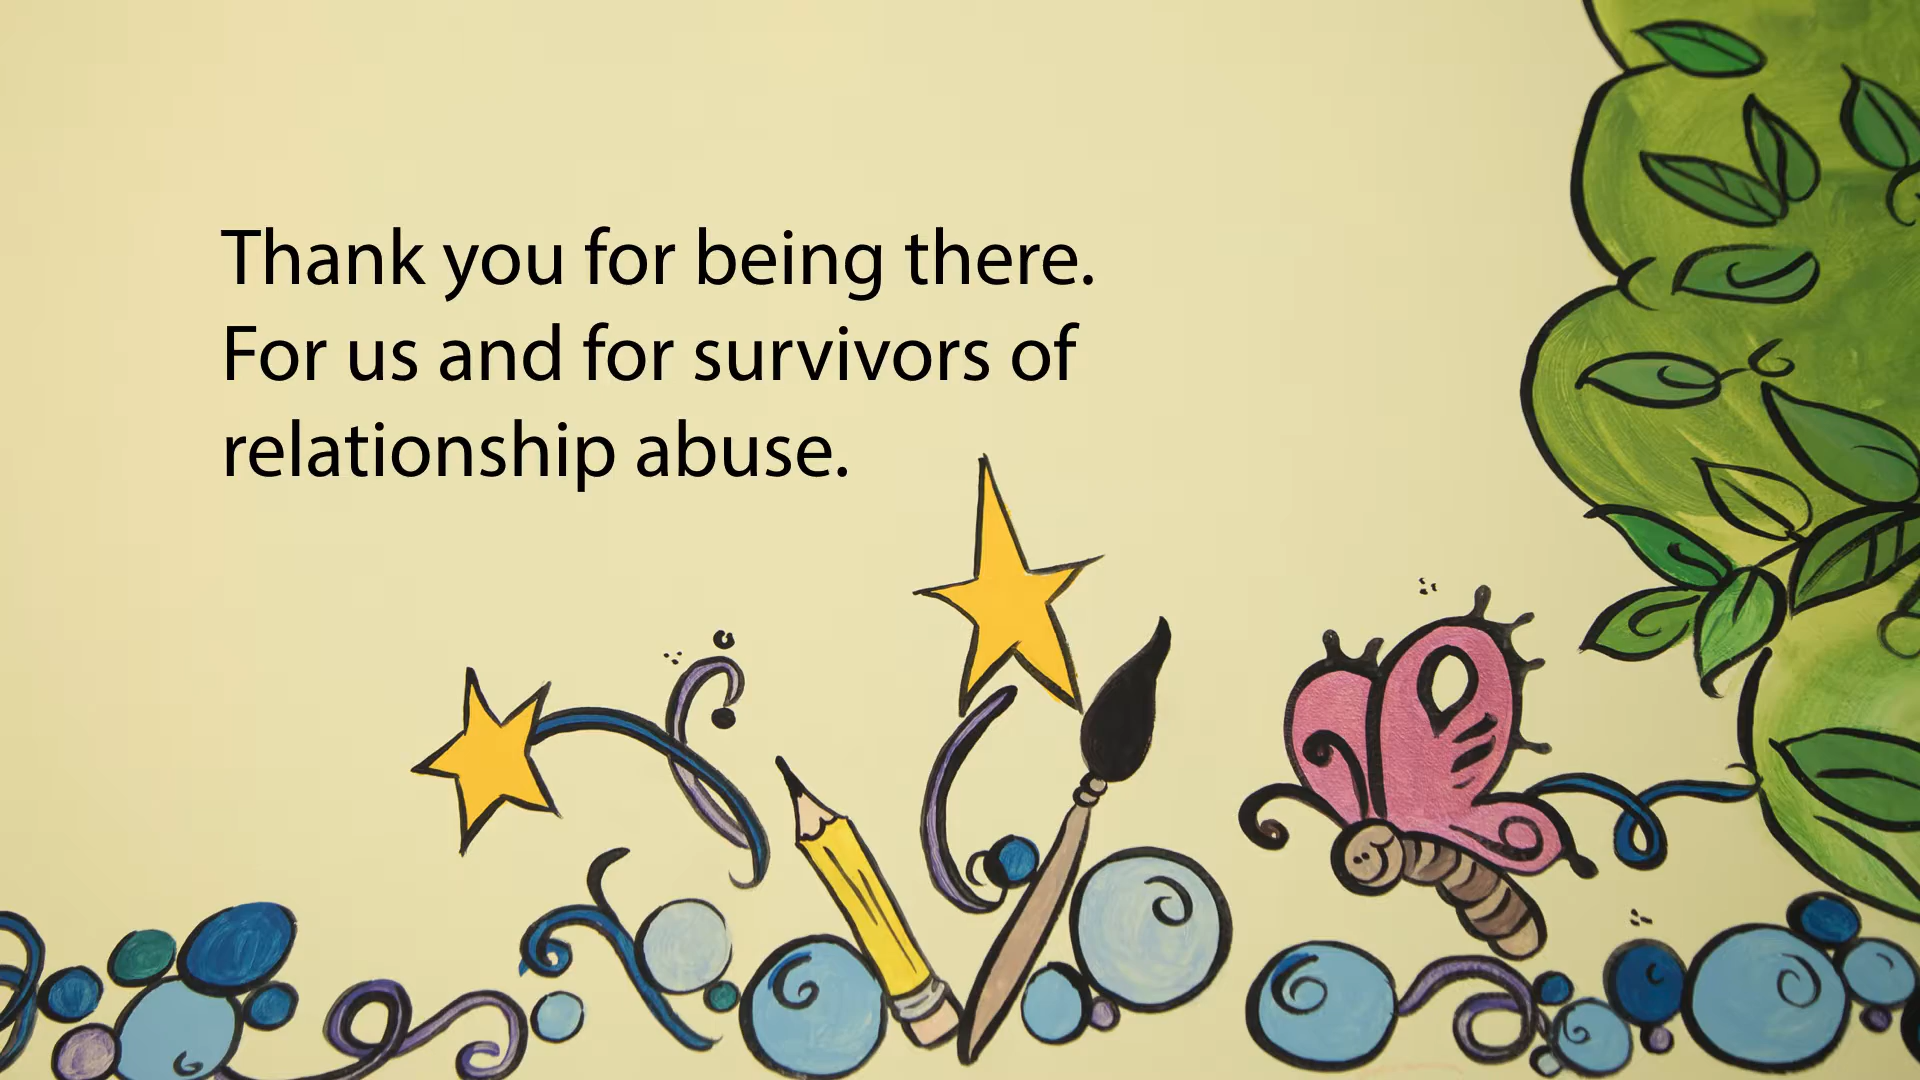 Thank you for being there.
For us and for survivors of
relationship abuse.